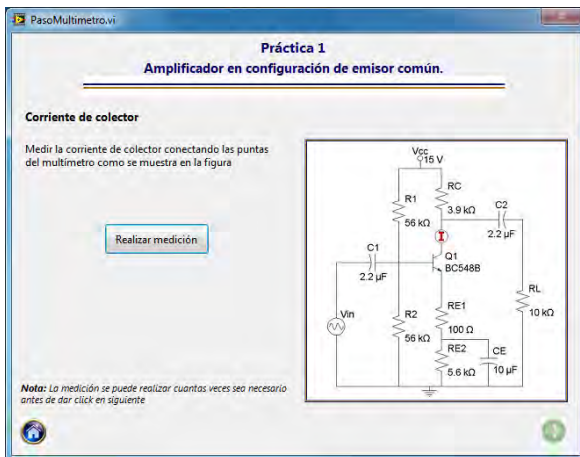 PasoMultimetro.vi
Práctica 1
Amplificador en configuración de emisor común.
Corriente de colector
Medir la corriente de colector conectando las puntas
del multímetro como se muestra en la figura
Realizar medición
Vcc
15 V
RC
3.9 kΩ
R1
56 kΩ
C2
2.2 µF
I
C1
2.2 µF
Q1
BC548B
RL
10 kΩ
Vin
RE1
100 Ω
R2
56 kΩ
RE2
5.6 kΩ
CE
10 µF
Nota: La medición se puede realizar cuantas veces sea necesario
antes de dar click en siguiente